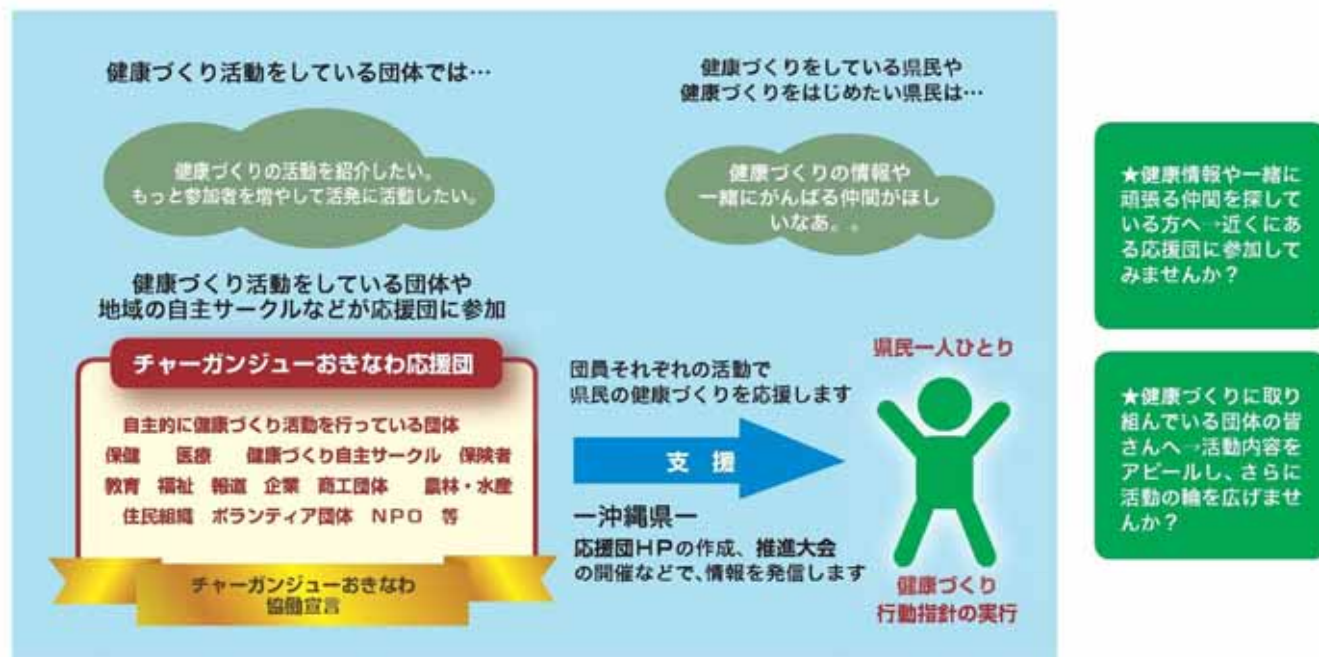 健康づくり活動をしている団体では…
健康づくりの活動を紹介したい。
もっと参加者を増やして活発に活動したい。
健康づくりをしている県民や
健康づくりをはじめたい県民は…
健康づくりの情報や
一緒にがんばる仲間がほし
いなあ。。
健康づくり活動をしている団体や
地域の自主サークルなどが応援団に参加
チャーガンジューおきなわ応援団
自主的に健康づくり活動を行っている団体
保健 医療 健康づくり自主サークル 保険者
教育 福祉 報道 企業 商工団体 農林・水産
住民組織 ボランティア団体 NPO 等
チャーガンジューおきなわ
協働宣言
団員それぞれの活動で
県民の健康づくりを応援します
支援
ー沖縄県ー
応援団HPの作成、推進大会
の開催などで、情報を発信します
県民一人ひとり
健康づくり
行動指針の実行
★健康情報や一緒に
頑張る仲間を探して
いる方へ→近くにあ
る応援団に参加して
みませんか？
★健康づくりに取り
組んでいる団体の皆
さんへ→活動内容を
アピールし、さらに
活動の輪を広げませ
んか？